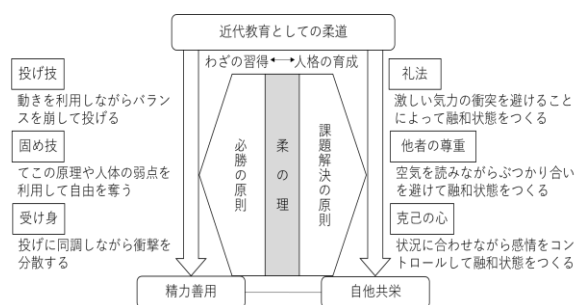 近代教育としての柔道
わざの習得⟷人格の育成
投げ技
動きを利用しながらバラン
スを崩して投げる
固め技
てこの原理や人体の弱点を
利用して自由を奪う
受け身
投げに同調しながら衝撃を
分散する
必勝の原則
柔の理
課題解決の原則
礼法
激しい気力の衝突を避けること
によって融和状態をつくる
他者の尊重
空気を読みながらぶつかり合い
を避けて融和状態をつくる
克己の心
状況に合わせながら感情をコン
トロールして融和状態をつくる
精力善用
自他共栄